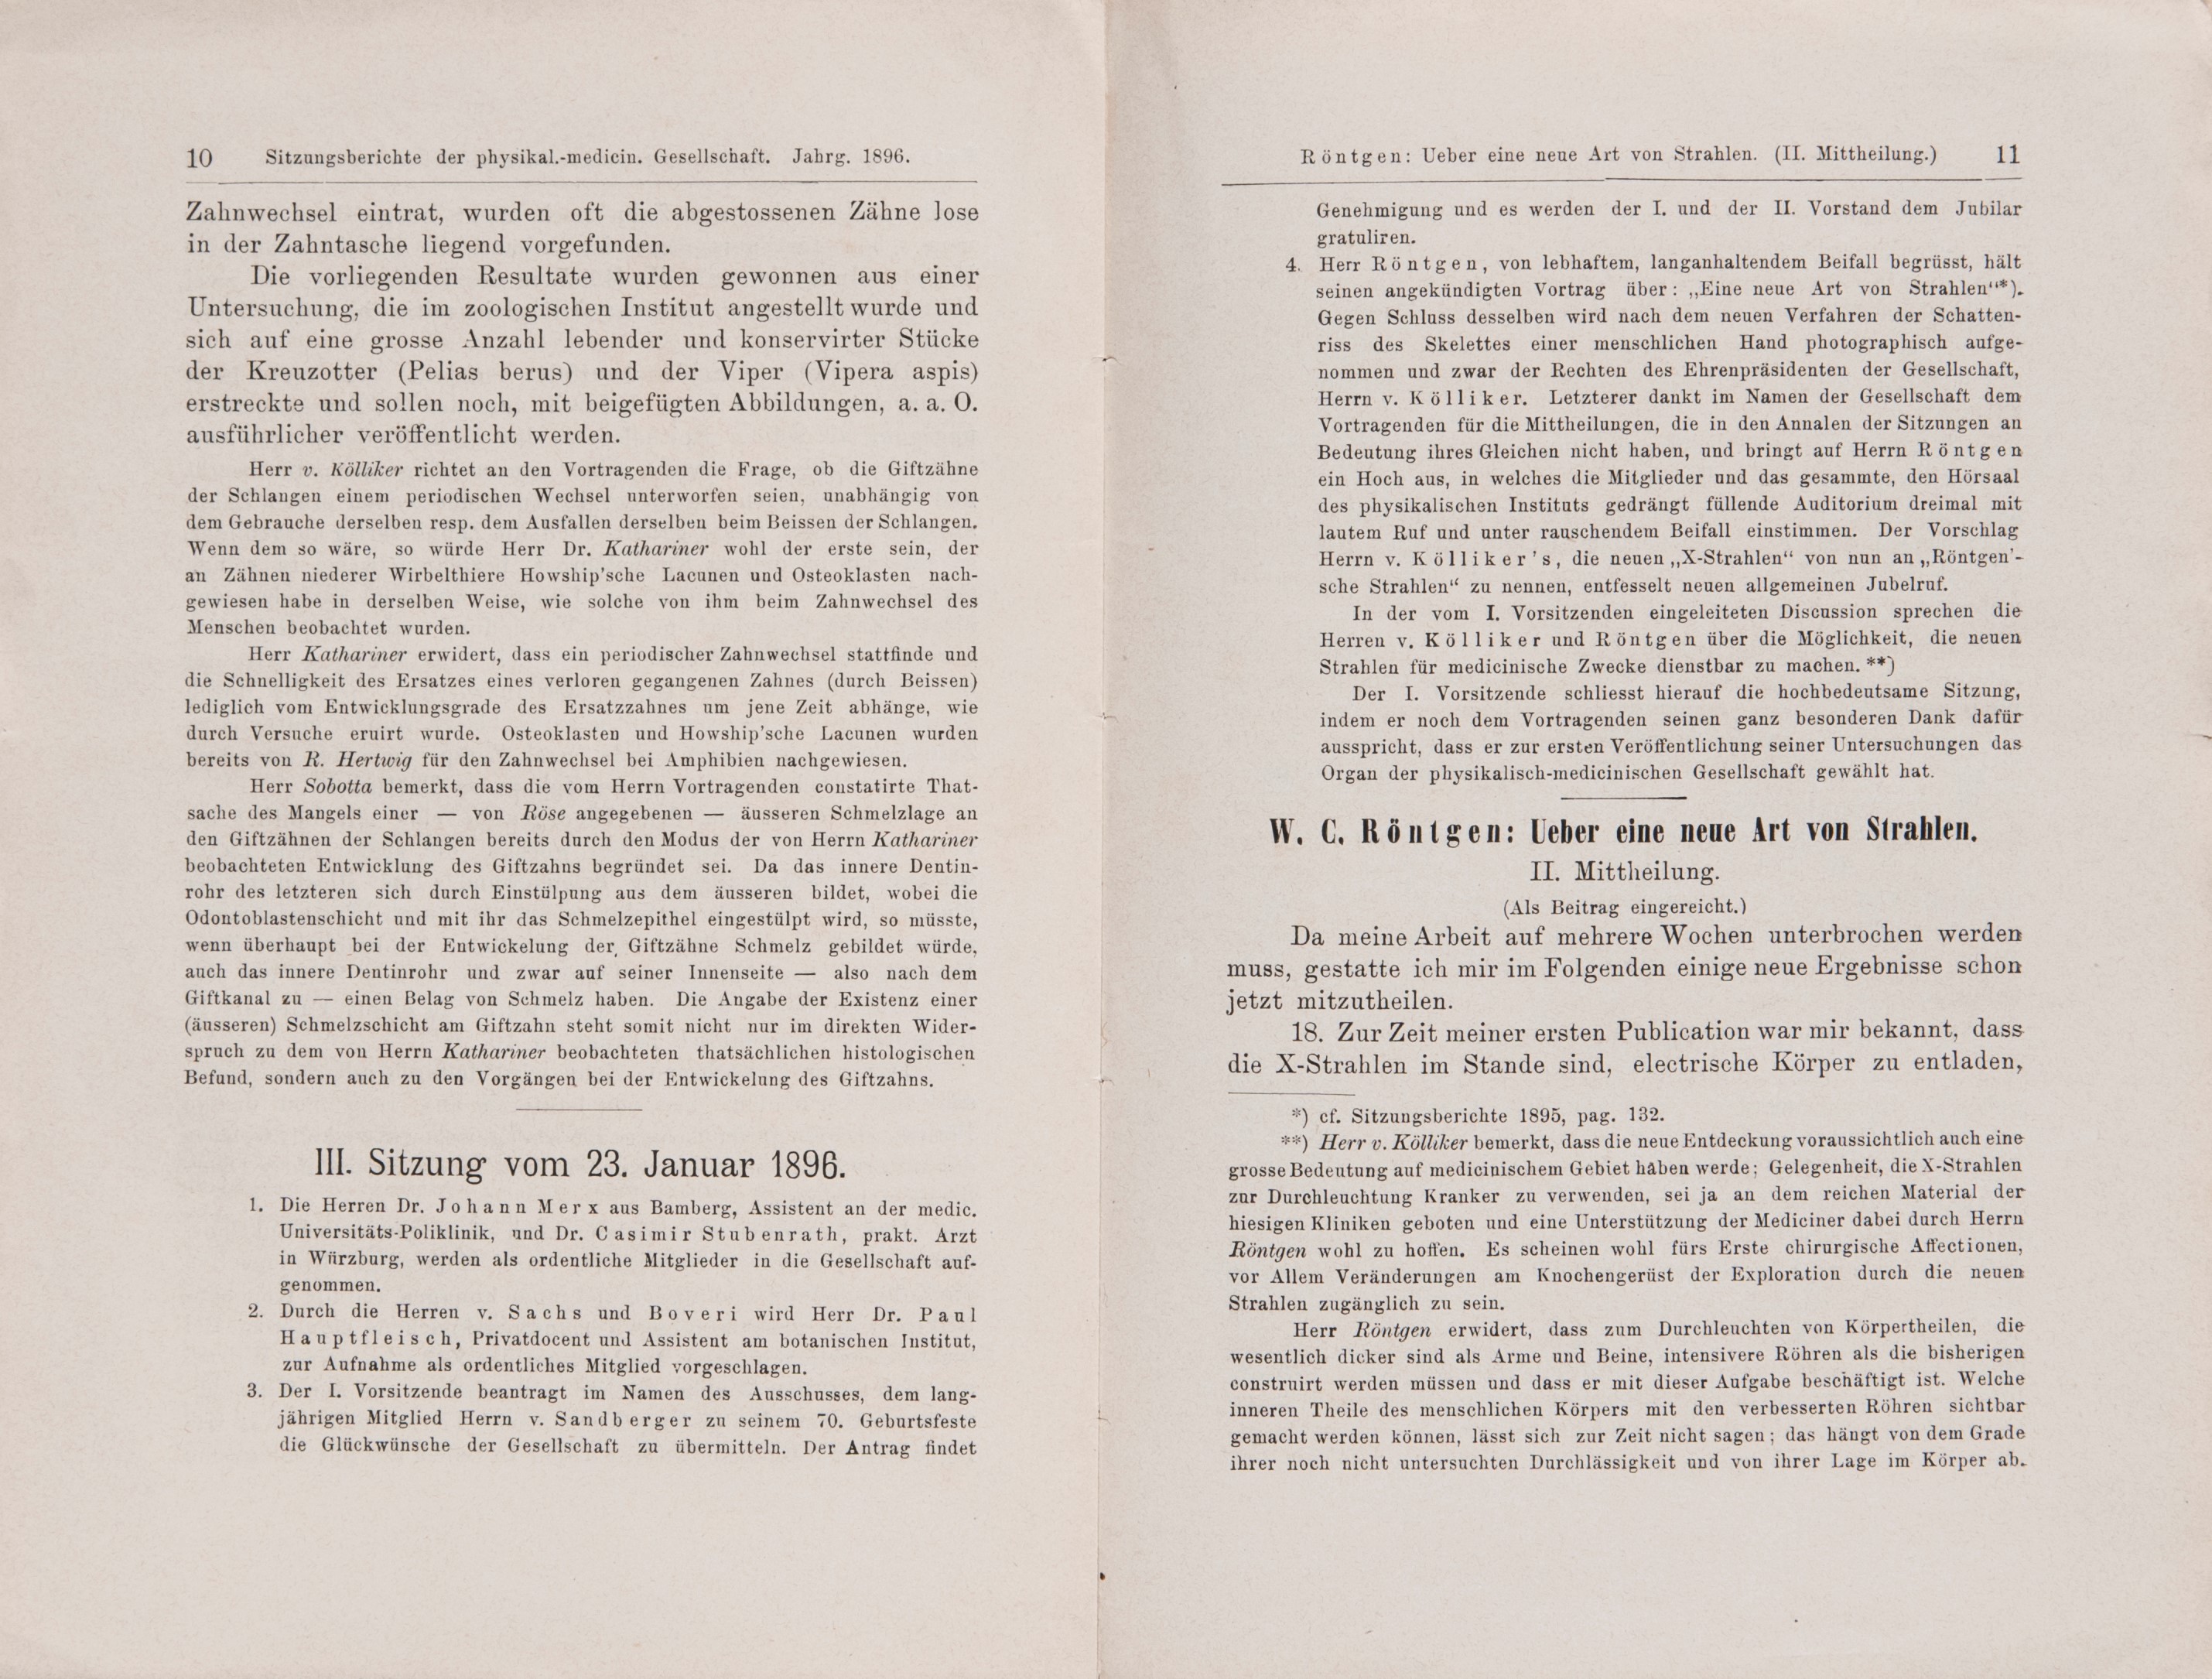 10 Sitzungsberichte der physikal.-medicin. Gesellschaft. Jahrg. 1896.
Zahnwechsel eintrat, wurden oft die abgestossenen Zähne lose
in der Zahntasche liegend vorgefunden.
Die vorliegenden Resultate wurden gewonnen aus einer
Untersuchung, die im zoologischen Institut angestellt wurde und
sich auf eine grosse Anzahl lebender und konservirter Stücke
der Kreuzotter (Pelias berus) und der Viper (Vipera aspis)
erstreckte und sollen noch, mit beigefügten Abbildungen, a. a. O.
ausführlicher veröffentlicht werden.
Herr v. Kölliker richtet an den Vortragenden die Frage, ob die Giftzähne
der Schlangen einem periodischen Wechsel unterworfen seien, unabhängig von
dem Gebrauche derselben resp. dem Ausfallen derselben beim Beissen der Schlangen.
Wenn dem so wäre, so würde Herr Dr. Kathariner wohl der erste sein, der
an Zähnen niederer Wirbelthiere Howship'sche Lacunen und Osteoklasten nach-
gewiesen habe in derselben Weise, wie solche von ihm beim Zahnwechsel des
Menschen beobachtet wurden.
Herr Kathariner erwidert, dass ein periodischer Zahnwechsel stattfinde und
die Schnelligkeit des Ersatzes eines verloren gegangenen Zahnes (durch Beissen)
lediglich vom Entwicklungsgrade des Ersatzzahnes um jene Zeit abhänge, wie
durch Versuche eruirt wurde. Osteoklasten und Howship'sche Lacunen wurden
bereits von R. Hertwig für den Zahnwechsel bei Amphibien nachgewiesen.
Herr Sobotta bemerkt, dass die vom Herrn Vortragenden constatirte That-
sache des Mangels einer — von Röse angegebenen — äusseren Schmelzlage an
den Giftzähnen der Schlangen bereits durch den Modus der von Herrn Kathariner
beobachteten Entwicklung des Giftzahns begründet sei. Da das innere Dentin-
rohr des letzteren sich durch Einstülpung aus dem äusseren bildet, wobei die
Odontoblastenschicht und mit ihr das Schmelzepithel eingestülpt wird, so müsste,
wenn überhaupt bei der Entwickelung der Giftzähne Schmelz gebildet würde,
auch das innere Dentinrohr und zwar auf seiner Innenseite — also nach dem
Giftkanal zu — einen Belag von Schmelz haben. Die Angabe der Existenz einer
(äusseren) Schmelzschicht am Giftzahn steht somit nicht nur im direkten Wider-
spruch zu dem von Herrn Kathariner beobachteten thatsächlichen histologischen
Befund, sondern auch zu den Vorgängen bei der Entwickelung des Giftzahns.
III. Sitzung vom 23. Januar 1896.
1. Die Herren Dr. Johann Merx aus Bamberg, Assistent an der medic.
Universitäts-Poliklinik, und Dr. Casimir Stubenrath, prakt. Arzt
in Würzburg, werden als ordentliche Mitglieder in die Gesellschaft auf-
genommen.
2. Durch die Herren v. Sachs und Boveri wird Herr Dr. Paul
Hauptfleisch, Privatdocent und Assistent am botanischen Institut,
zur Aufnahme als ordentliches Mitglied vorgeschlagen.
3. Der I. Vorsitzende beantragt im Namen des Ausschusses, dem lang-
jährigen Mitglied Herrn v. Sandberger zu seinem 70. Geburtsfeste
die Glückwünsche der Gesellschaft zu übermitteln. Der Antrag findet
Röntgen: Ueber eine neue Art von Strahlen. (II. Mittheilung.) 11
Genehmigung und es werden der I. und der II. Vorstand dem Jubilar
gratuliren.
4. Herr Röntgen, von lebhaftem, langanhaltendem Beifall begrüsst, hält
seinen angekündigten Vortrag über: „Eine neue Art von Strahlen“*).
Gegen Schluss desselben wird nach dem neuen Verfahren der Schatten-
riss des Skelettes einer menschlichen Hand photographisch aufge-
nommen und zwar der Rechten des Ehrenpräsidenten der Gesellschaft,
Herrn v. Kölliker. Letzterer dankt im Namen der Gesellschaft dem
Vortragenden für die Mittheilungen, die in den Annalen der Sitzungen an
Bedeutung ihres Gleichen nicht haben, und bringt auf Herrn Röntgen
ein Hoch aus, in welches die Mitglieder und das gesammte, den Hörsaal
des physikalischen Instituts gedrängt füllende Auditorium dreimal mit
lautem Ruf und unter rauschendem Beifall einstimmen. Der Vorschlag
Herrn v. Kölliker's, die neuen „X-Strahlen“ von nun an „Röntgen'-
sche Strahlen“ zu nennen, entfesselt neuen allgemeinen Jubelruf.
In der vom I. Vorsitzenden eingeleiteten Discussion sprechen die
Herren v. Kölliker und Röntgen über die Möglichkeit, die neuen
Strahlen für medicinische Zwecke dienstbar zu machen. **)
Der I. Vorsitzende schliesst hierauf die hochbedeutsame Sitzung,
indem er noch dem Vortragenden seinen ganz besonderen Dank dafür
ausspricht, dass er zur ersten Veröffentlichung seiner Untersuchungen das
Organ der physikalisch-medicinischen Gesellschaft gewählt hat.
W. C. Röntgen: Ueber eine neue Art von Strahlen.
II. Mittheilung.
(Als Beitrag eingereicht.)
Da meine Arbeit auf mehrere Wochen unterbrochen werden
muss, gestatte ich mir im Folgenden einige neue Ergebnisse schon
jetzt mitzutheilen.
18. Zur Zeit meiner ersten Publication war mir bekannt, dass
die X-Strahlen im Stande sind, electrische Körper zu entladen,
*) cf. Sitzungsberichte 1895, pag. 132.
**) Herr v. Kölliker bemerkt, dass die neue Entdeckung voraussichtlich auch eine
grosse Bedeutung auf medicinischem Gebiet haben werde; Gelegenheit, die X-Strahlen
zur Durchleuchtung Kranker zu verwenden, sei ja an dem reichen Material der
hiesigen Kliniken geboten und eine Unterstützung der Mediciner dabei durch Herrn
Röntgen wohl zu hoffen. Es scheinen wohl fürs Erste chirurgische Affectionen,
vor Allem Veränderungen am Knochengerüst der Exploration durch die neuen
Strahlen zugänglich zu sein.
Herr Röntgen erwidert, dass zum Durchleuchten von Körpertheilen, die
wesentlich dicker sind als Arme und Beine, intensivere Röhren als die bisherigen
construirt werden müssen und dass er mit dieser Aufgabe beschäftigt ist. Welche
inneren Theile des menschlichen Körpers mit den verbesserten Röhren sichtbar
gemacht werden können, lässt sich zur Zeit nicht sagen; das hängt von dem Grade
ihrer noch nicht untersuchten Durchlässigkeit und von ihrer Lage im Körper ab.